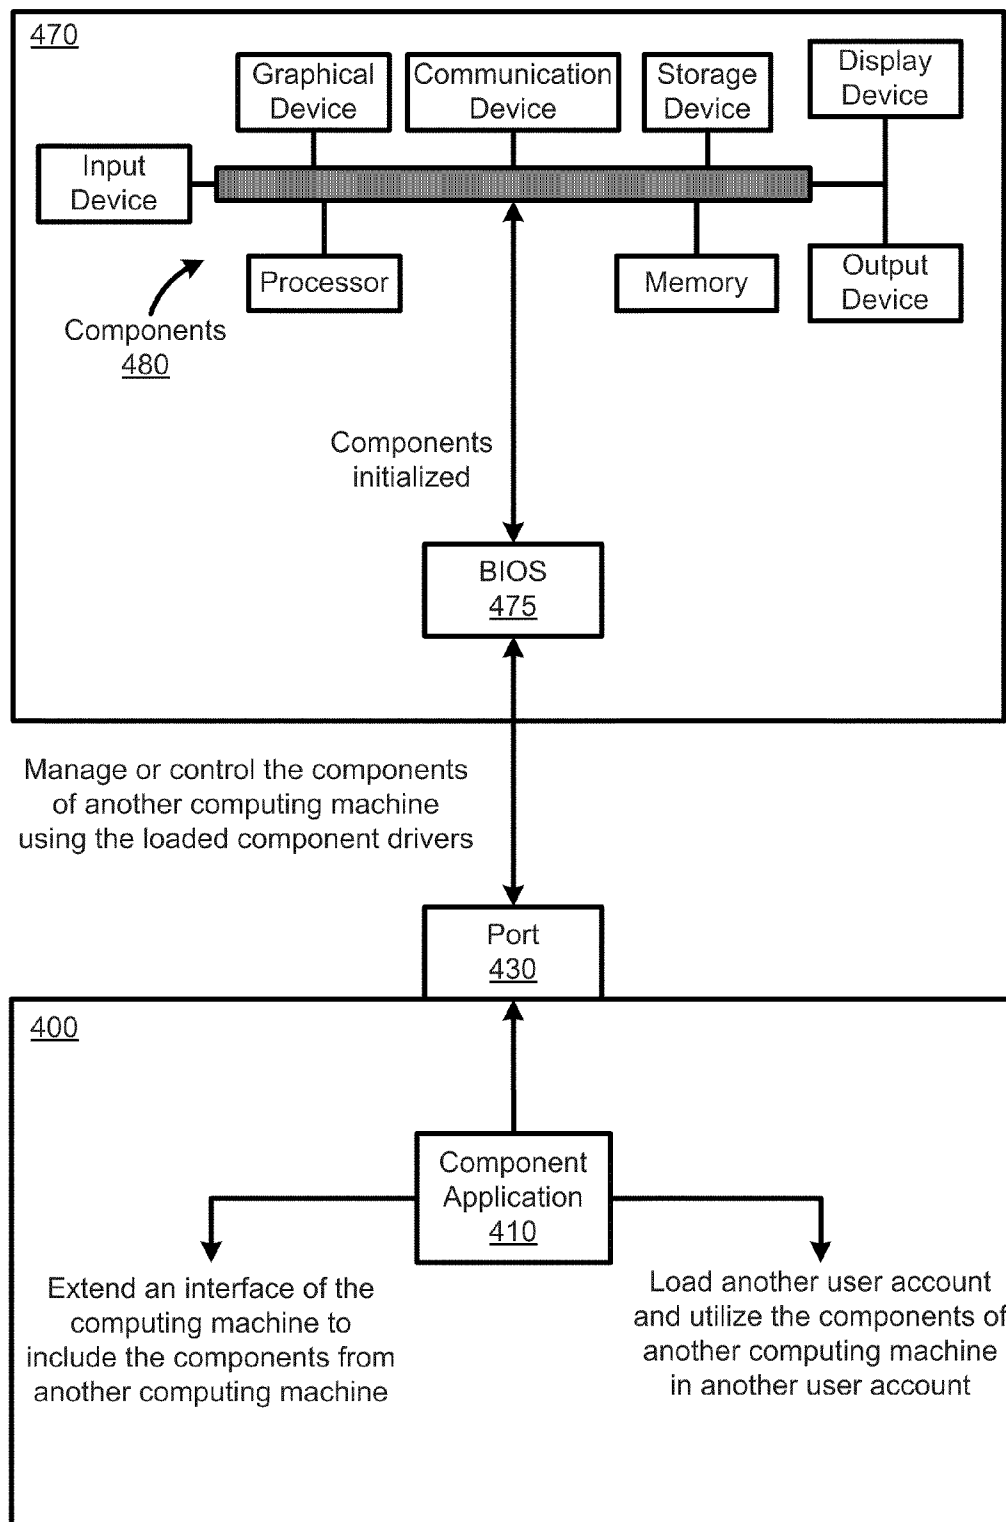 470
Graphical
Device
Communication
Device
Storage
Device
Display
Device
Input
Device
Processor
Memory
Output
Device
Components
480
Components
initialized
BIOS
475
Manage or control the components
of another computing machine
using the loaded component drivers
Port
430
400
Component
Application
410
Extend an interface of the
computing machine to
include the components from
another computing machine
Load another user account
and utilize the components of
another computing machine
in another user account